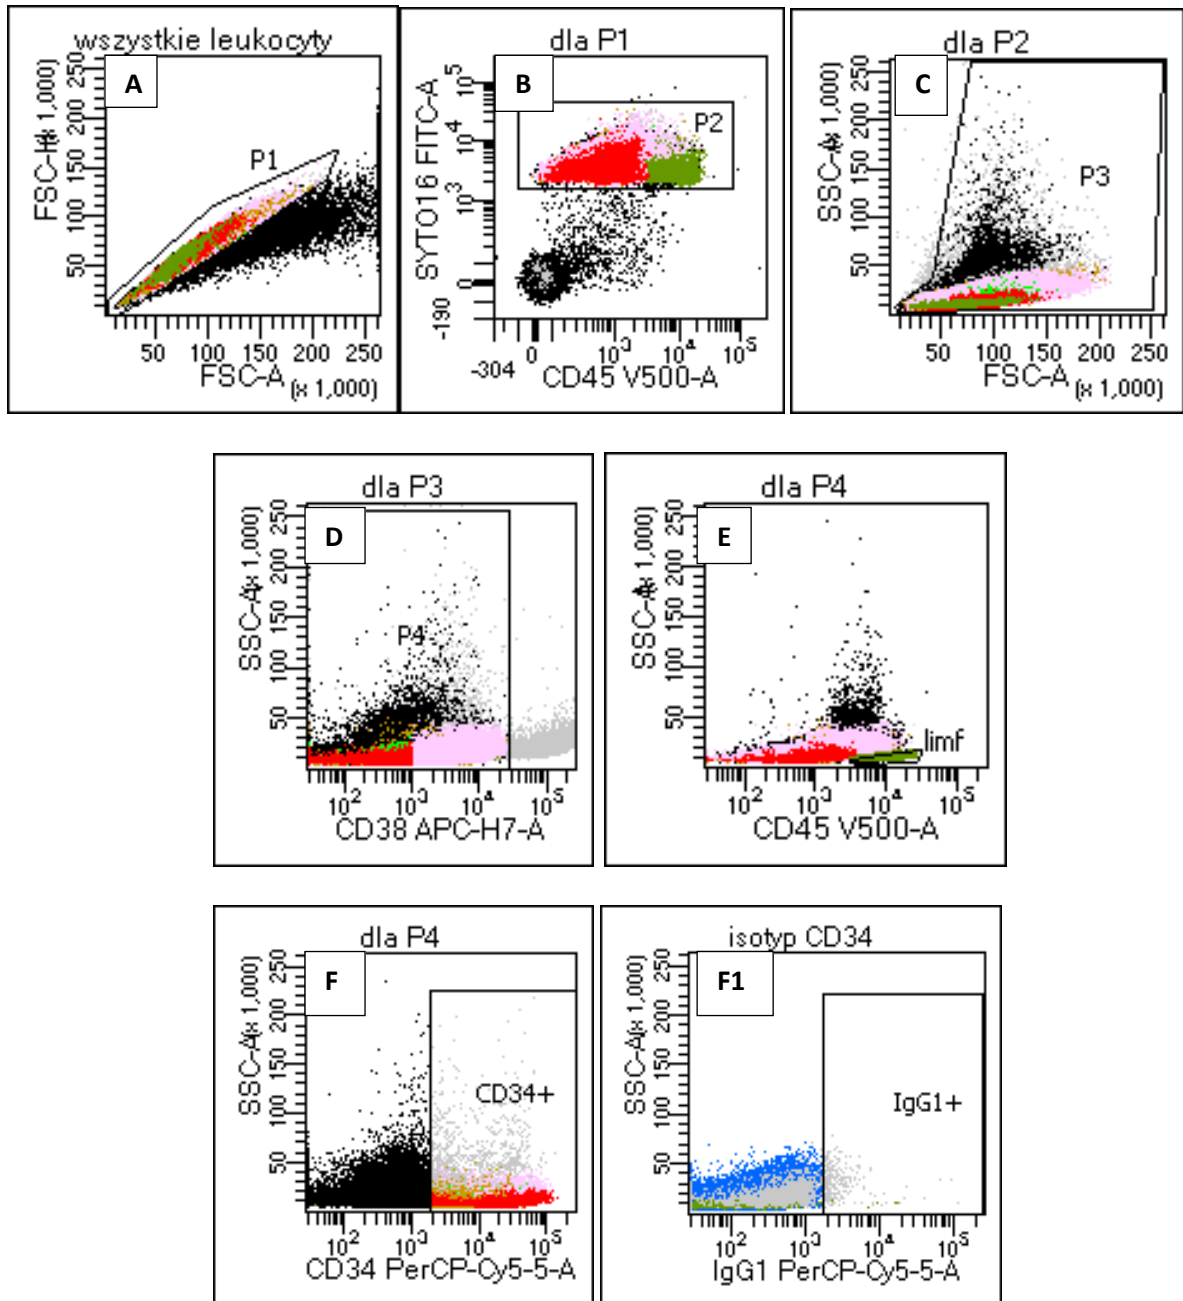 wszystkie leukocyty
A
P1
FSC-H (x 1,000)
50 100 150 200 250
50 100 150 200 250
FSC-A (x 1,000)
dla P1
B
P2
SYTO16 FITC-A
-190 0 10^3 10^4 10^5
-304 0 10^3 10^4 10^5
CD45 V500-A
dla P2
C
P3
SSC-A (x 1,000)
50 100 150 200 250
50 100 150 200 250
FSC-A (x 1,000)
dla P3
D
P4
SSC-A (x 1,000)
50 100 150 200 250
10^2 10^3 10^4 10^5
CD38 APC-H7-A
dla P4
E
limf
SSC-A (x 1,000)
50 100 150 200 250
10^2 10^3 10^4 10^5
CD45 V500-A
dla P4
F
CD34+
SSC-A (x 1,000)
50 100 150 200 250
10^2 10^3 10^4 10^5
CD34 PerCP-Cy5-5-A
isotyp CD34
F1
IgG1+
SSC-A (x 1,000)
50 100 150 200 250
10^2 10^3 10^4 10^5
IgG1 PerCP-Cy5-5-A